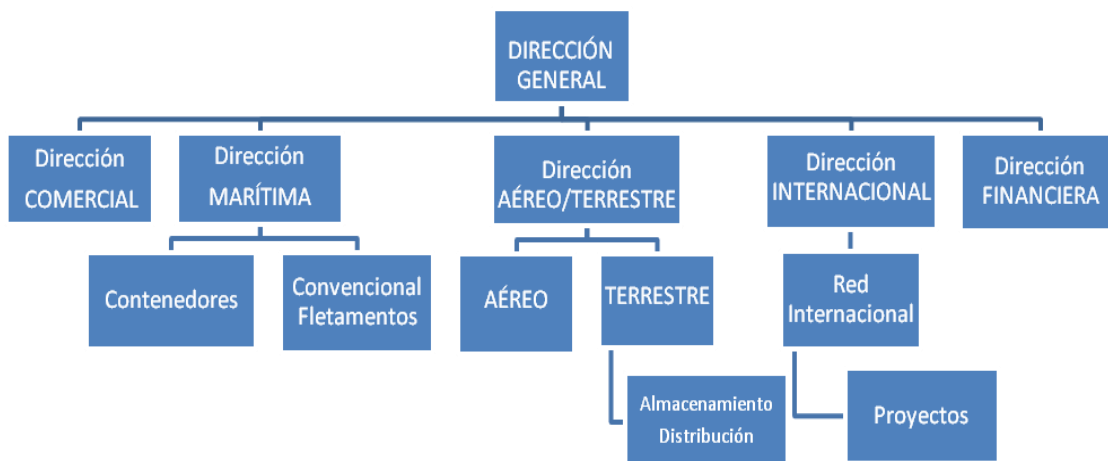 DIRECCIÓN
GENERAL
Dirección
COMERCIAL
Dirección
MARÍTIMA
Dirección
AÉREO/TERRESTRE
Dirección
INTERNACIONAL
Dirección
FINANCIERA
Contenedores
Convencional
Fletamentos
AÉREO
TERRESTRE
Red
Internacional
Almacenamiento
Distribución
Proyectos